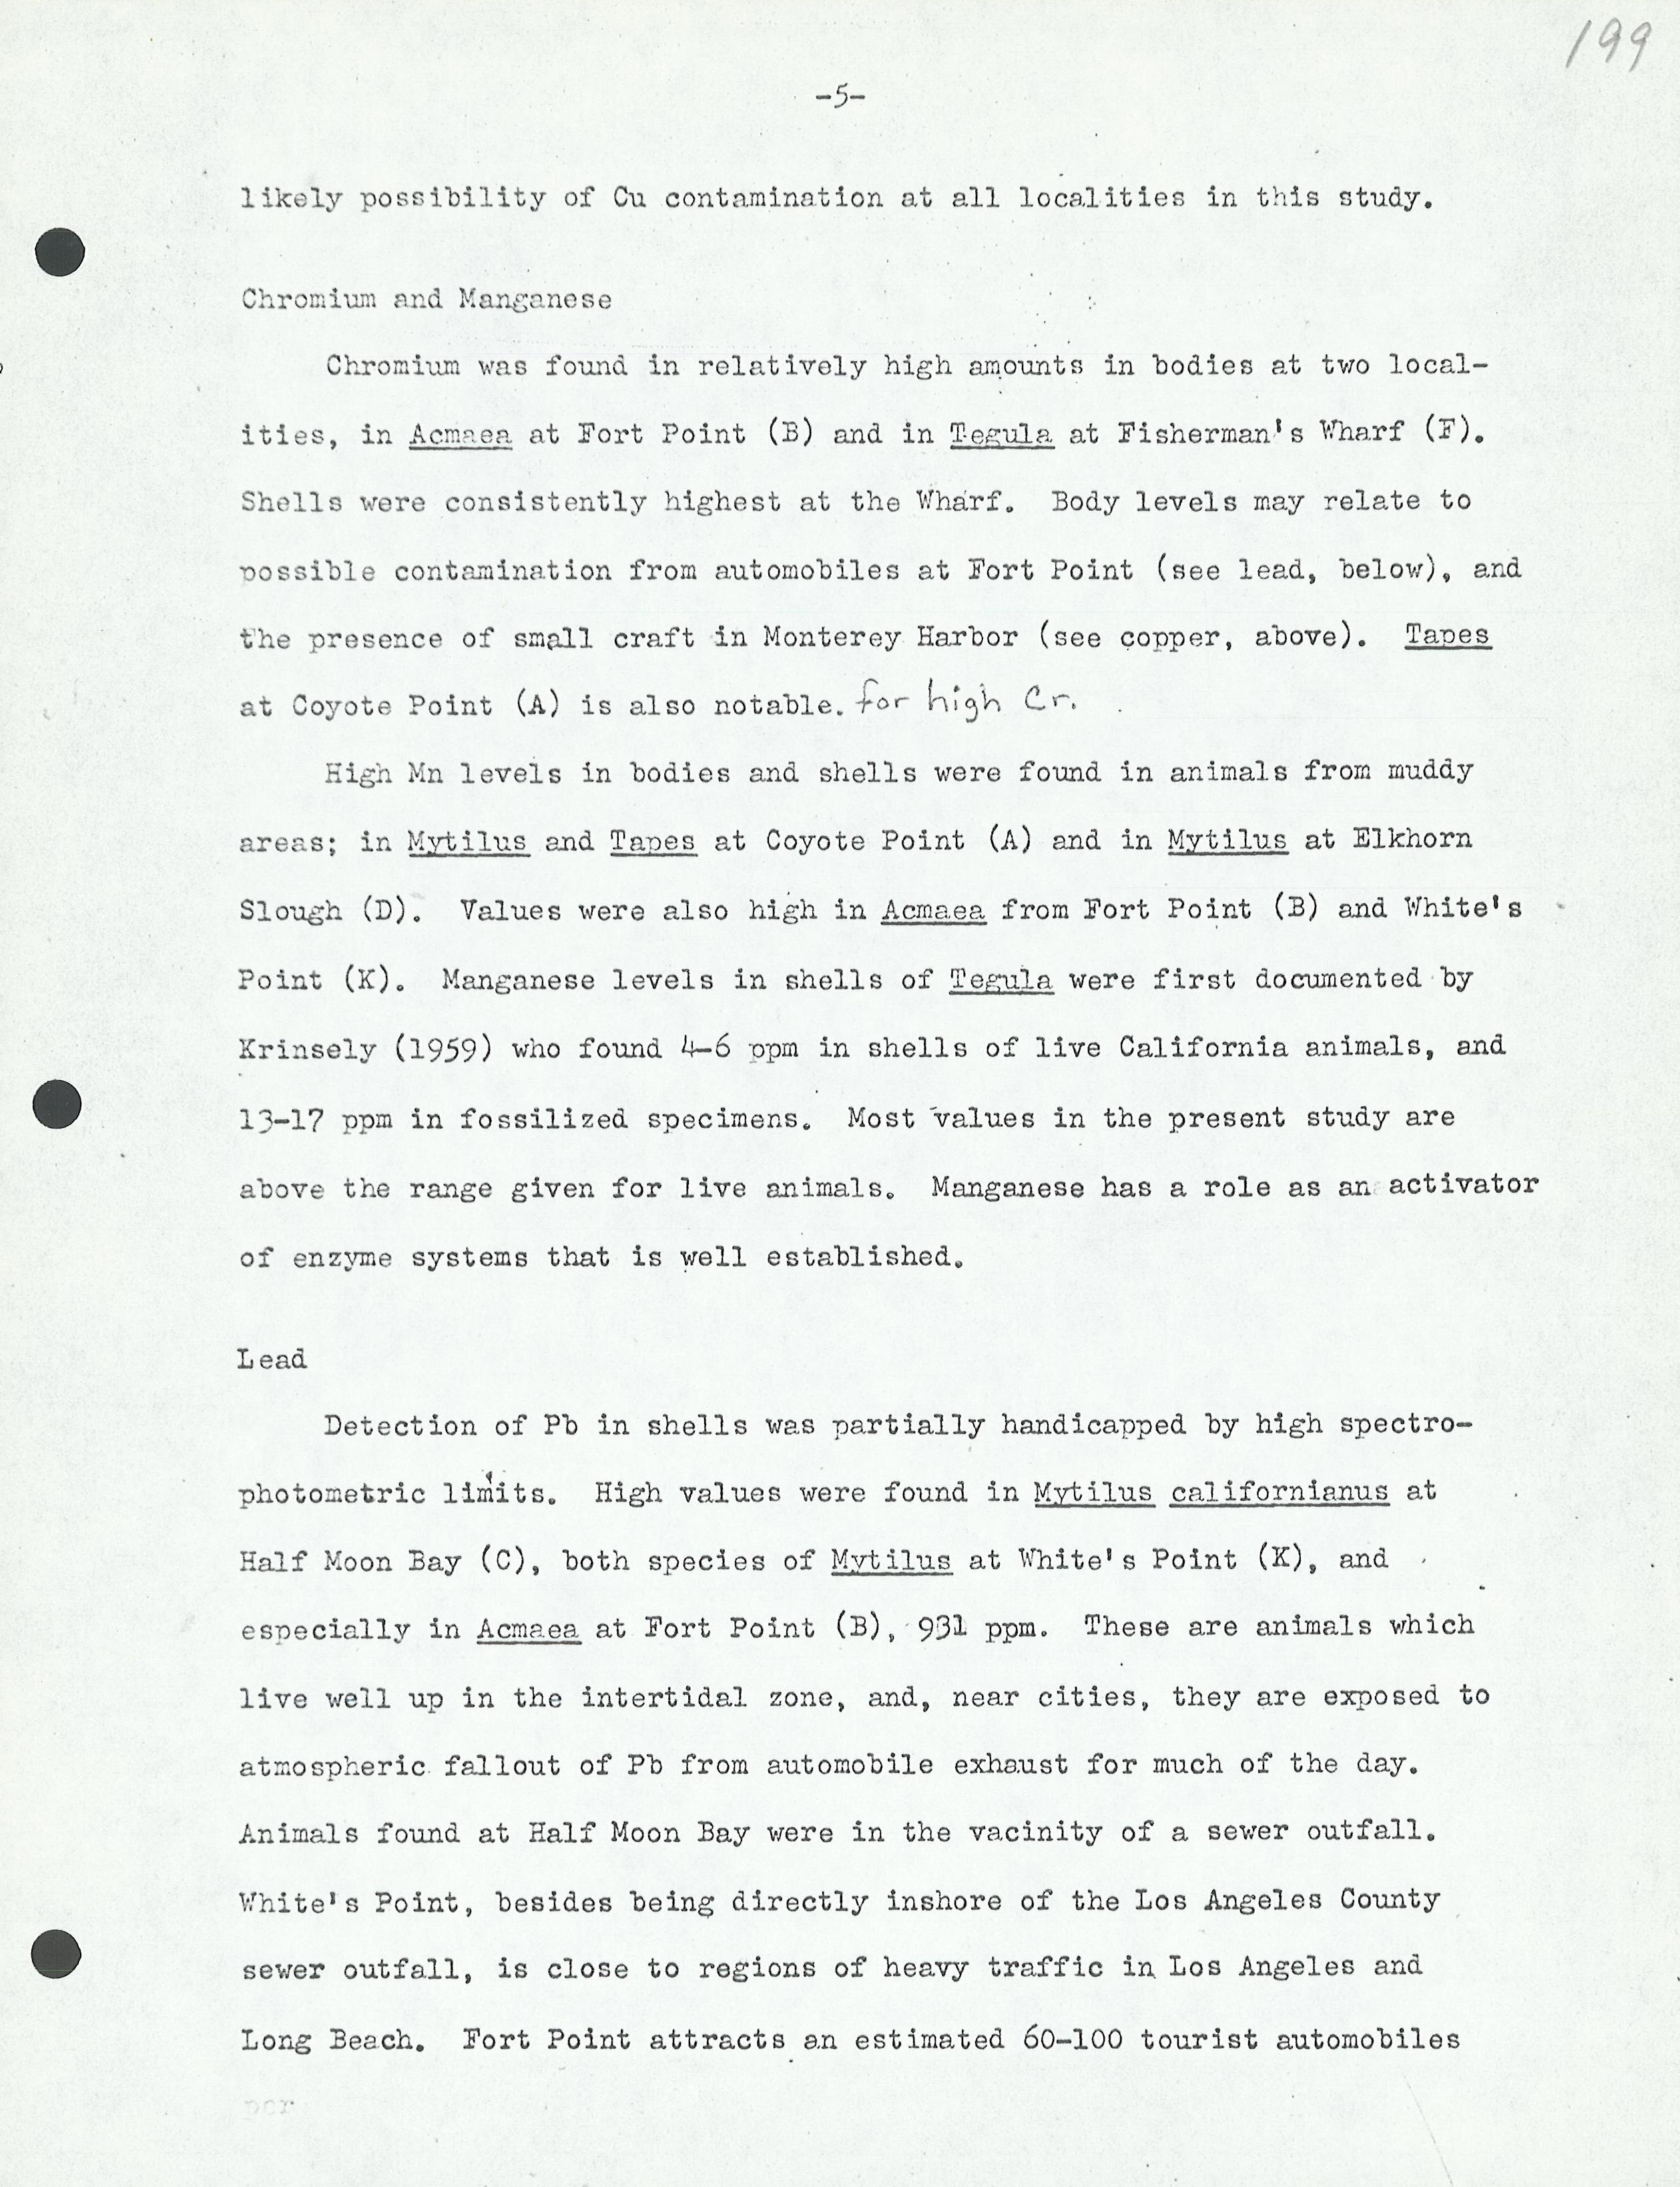 199
-5-
likely possibility of Cu contamination at all localities in this study.
Chromium and Manganese
Chromium was found in relatively high amounts in bodies at two local-
ities, in Acmaea at Fort Point (B) and in Tegula at Fisherman's Wharf (F).
Shells were consistently highest at the Wharf. Body levels may relate to
possible contamination from automobiles at Fort Point (see lead, below), and
the presence of small craft in Monterey Harbor (see copper, above). Tapes
at Coyote Point (A) is also notable. for high Cr.
High Mn levels in bodies and shells were found in animals from muddy
areas; in Mytilus and Tapes at Coyote Point (A) and in Mytilus at Elkhorn
Slough (D). Values were also high in Acmaea from Fort Point (B) and White's
Point (K). Manganese levels in shells of Tegula were first documented by
Krinsely (1959) who found 4-6 ppm in shells of live California animals, and
13-17 ppm in fossilized specimens. Most values in the present study are
above the range given for live animals. Manganese has a role as an activator
of enzyme systems that is well established.
Lead
Detection of Pb in shells was partially handicapped by high spectro-
photometric limits. High values were found in Mytilus californianus at
Half Moon Bay (C), both species of Mytilus at White's Point (K), and
especially in Acmaea at Fort Point (B), 931 ppm. These are animals which
live well up in the intertidal zone, and, near cities, they are exposed to
atmospheric fallout of Pb from automobile exhaust for much of the day.
Animals found at Half Moon Bay were in the vacinity of a sewer outfall.
White's Point, besides being directly inshore of the Los Angeles County
sewer outfall, is close to regions of heavy traffic in Los Angeles and
Long Beach. Fort Point attracts an estimated 60-100 tourist automobiles
per